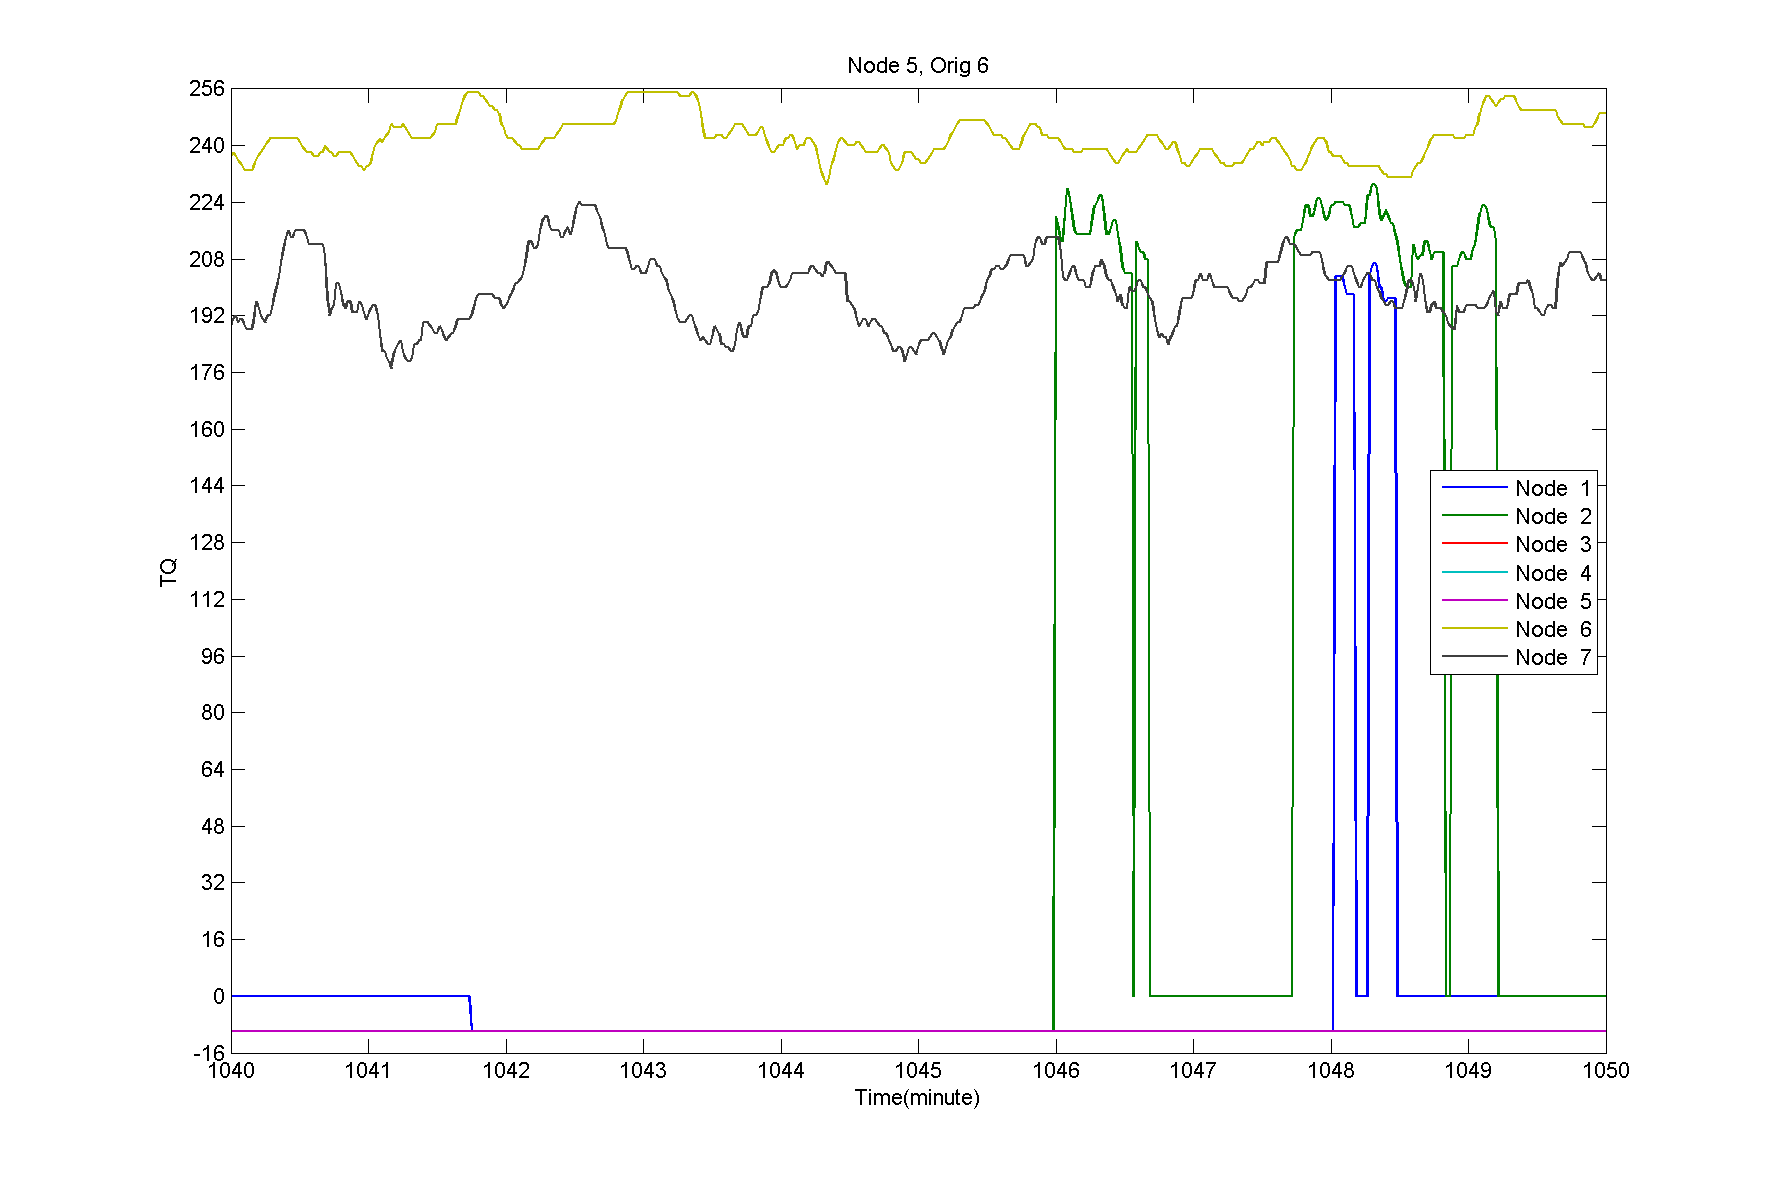 Node 5, Orig 6
256
240
224
208
192
176
160
144
128
112
96
80
64
48
32
16
0
-16
TQ
Node 1
Node 2
Node 3
Node 4
Node 5
Node 6
Node 7
1040 1041 1042 1043 1044 1045 1046 1047 1048 1049 1050
Time(minute)